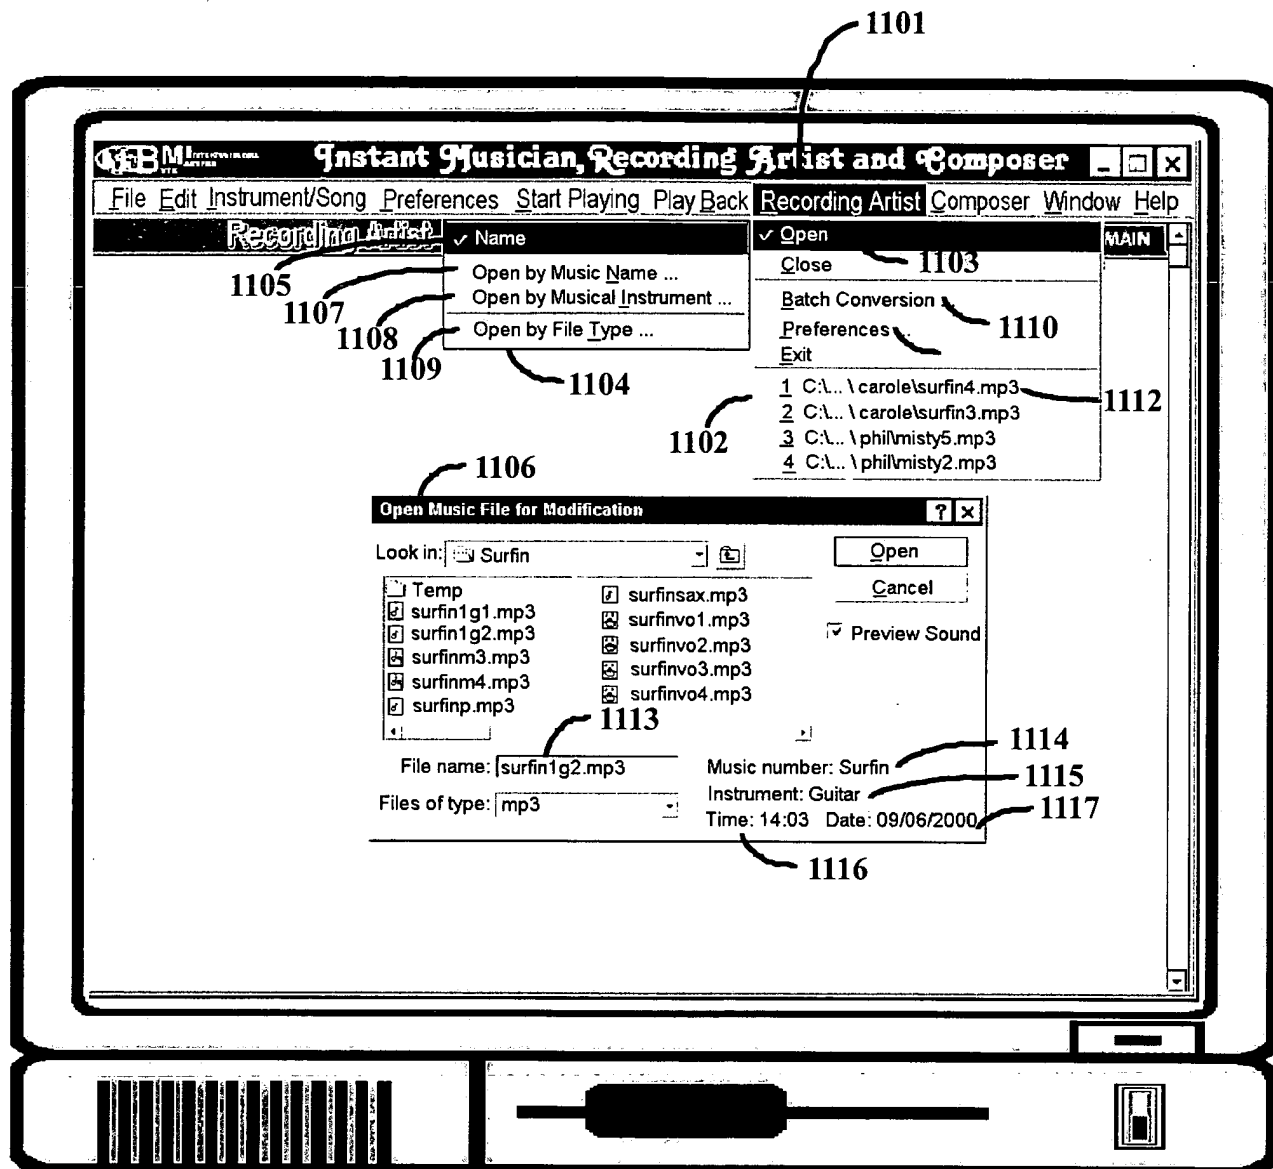 1101
Instant Musician, Recording Artist and Composer
File Edit Instrument/Song Preferences Start Playing Play Back Recording Artist Composer Window Help
Recording Artist
MAIN
✓ Name
Open by Music Name ...
Open by Musical Instrument ...
Open by File Type ...
1105
1107
1108
1109
1104
✓ Open
Close
Batch Conversion
Preferences ...
Exit
1 C:\... \ carole\surfin4.mp3
2 C:\... \ carole\surfin3.mp3
3 C:\... \ phil\misty5.mp3
4 C:\... \ phil\misty2.mp3
1103
1110
1112
1102
1106
Open Music File for Modification
Look in: Surfin
Open
Cancel
Preview Sound
Temp
surfin1g1.mp3
surfin1g2.mp3
surfinm3.mp3
surfinm4.mp3
surfinp.mp3
surfinsax.mp3
surfinvo1.mp3
surfinvo2.mp3
surfinvo3.mp3
surfinvo4.mp3
1113
File name: surfin1g2.mp3
Files of type: mp3
Music number: Surfin
Instrument: Guitar
Time: 14:03 Date: 09/06/2000
1114
1115
1117
1116